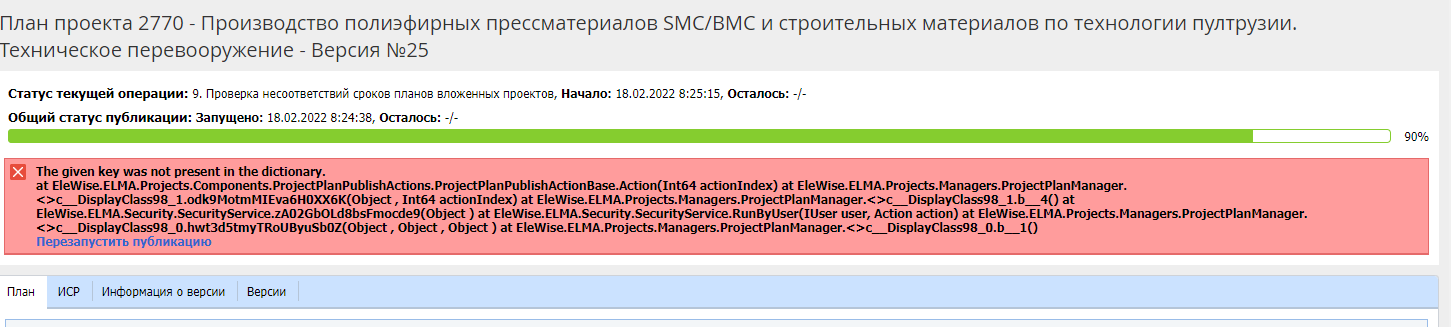 План проекта 2770 - Производство полиэфирных прессматериалов SMC/BMC и строительных материалов по технологии пултрузии.
Техническое перевооружение - Версия №25
Статус текущей операции: 9. Проверка несоответствий сроков планов вложенных проектов, Начало: 18.02.2022 8:25:15, Осталось: -/-
Общий статус публикации: Запущено: 18.02.2022 8:24:38, Осталось: -/-
90%
The given key was not present in the dictionary.
at EleWise.ELMA.Projects.Components.ProjectPlanPublishActions.ProjectPlanPublishActionBase.Action(Int64 actionIndex) at EleWise.ELMA.Projects.Managers.ProjectPlanManager.
<>c__DisplayClass98_1.odk9MotmMIEva6H0XX6K(Object , Int64 actionIndex) at EleWise.ELMA.Projects.Managers.ProjectPlanManager.<>c__DisplayClass98_1.b__4() at
EleWise.ELMA.Security.SecurityService.zA02GbOLd8bsFmocde9(Object ) at EleWise.ELMA.Security.SecurityService.RunByUser(IUser user, Action action) at EleWise.ELMA.Projects.Managers.ProjectPlanManager.
<>c__DisplayClass98_0.hwt3d5tmyTRoUByuSb0Z(Object , Object , Object ) at EleWise.ELMA.Projects.Managers.ProjectPlanManager.<>c__DisplayClass98_0.b__1()
Перезапустить публикацию
План ИСР Информация о версии Версии